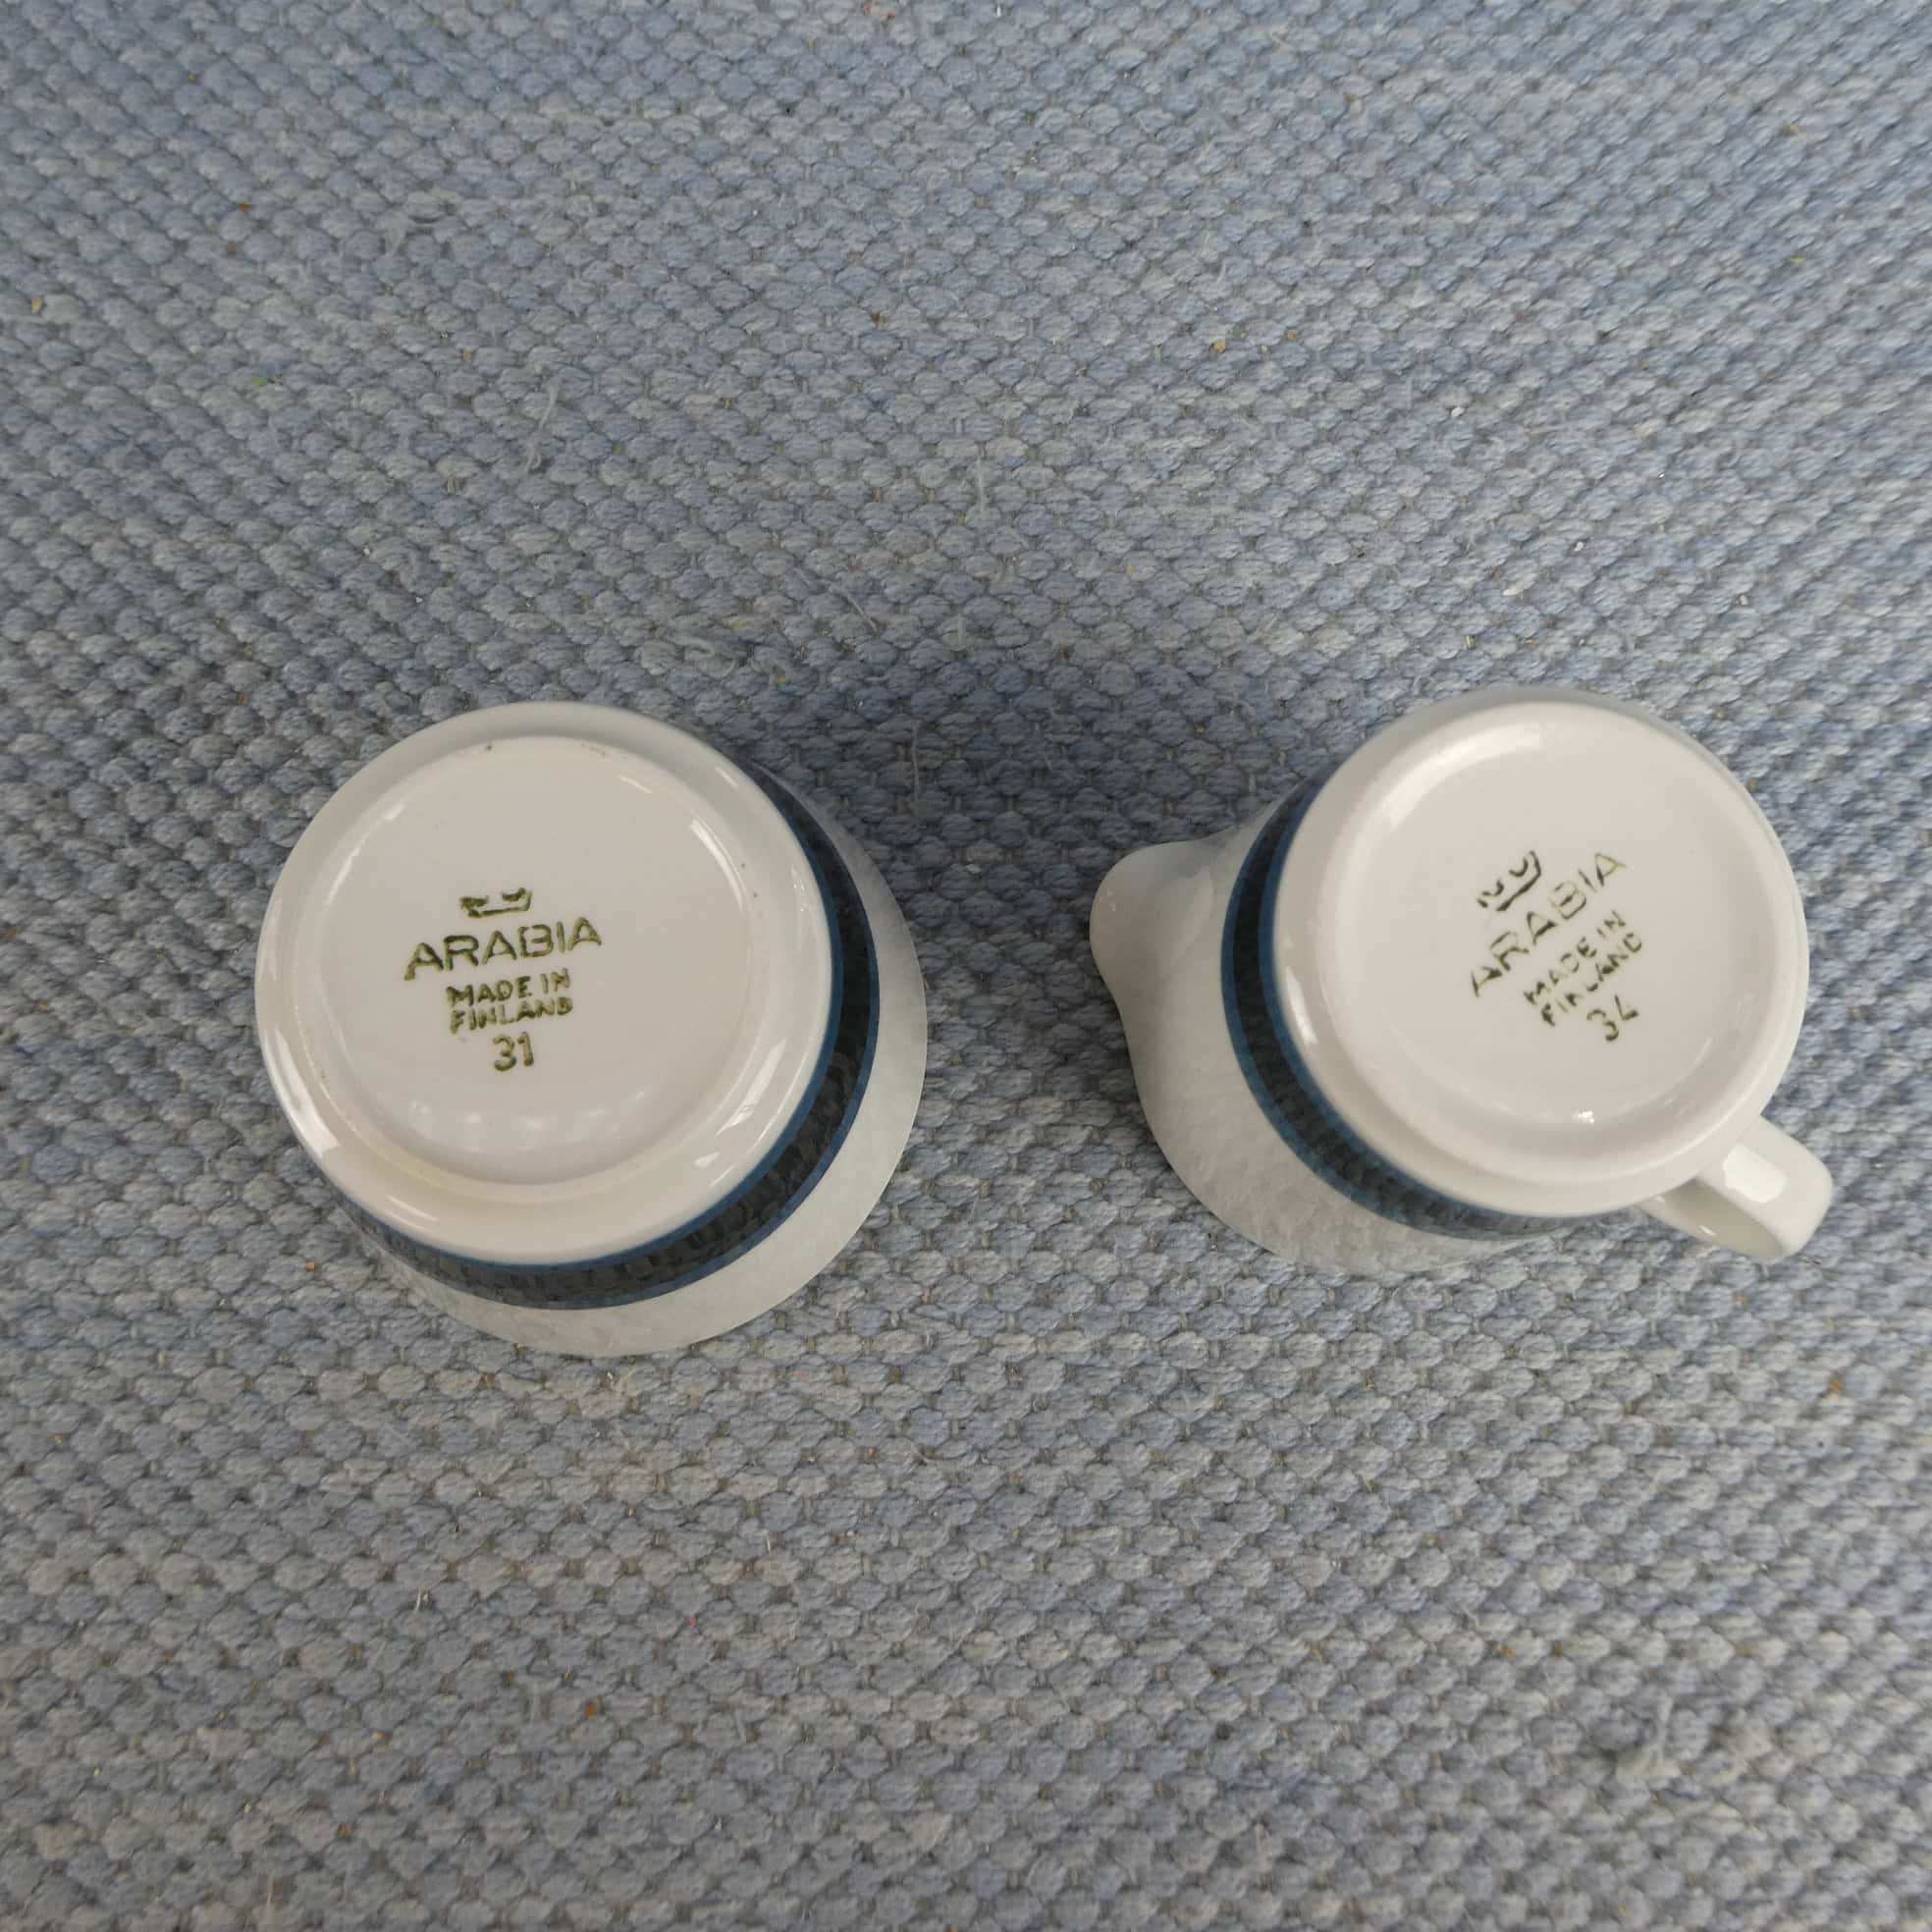 ARABIA
MADE IN
FINLAND
31
ARABIA
MADE IN
FINLAND
34